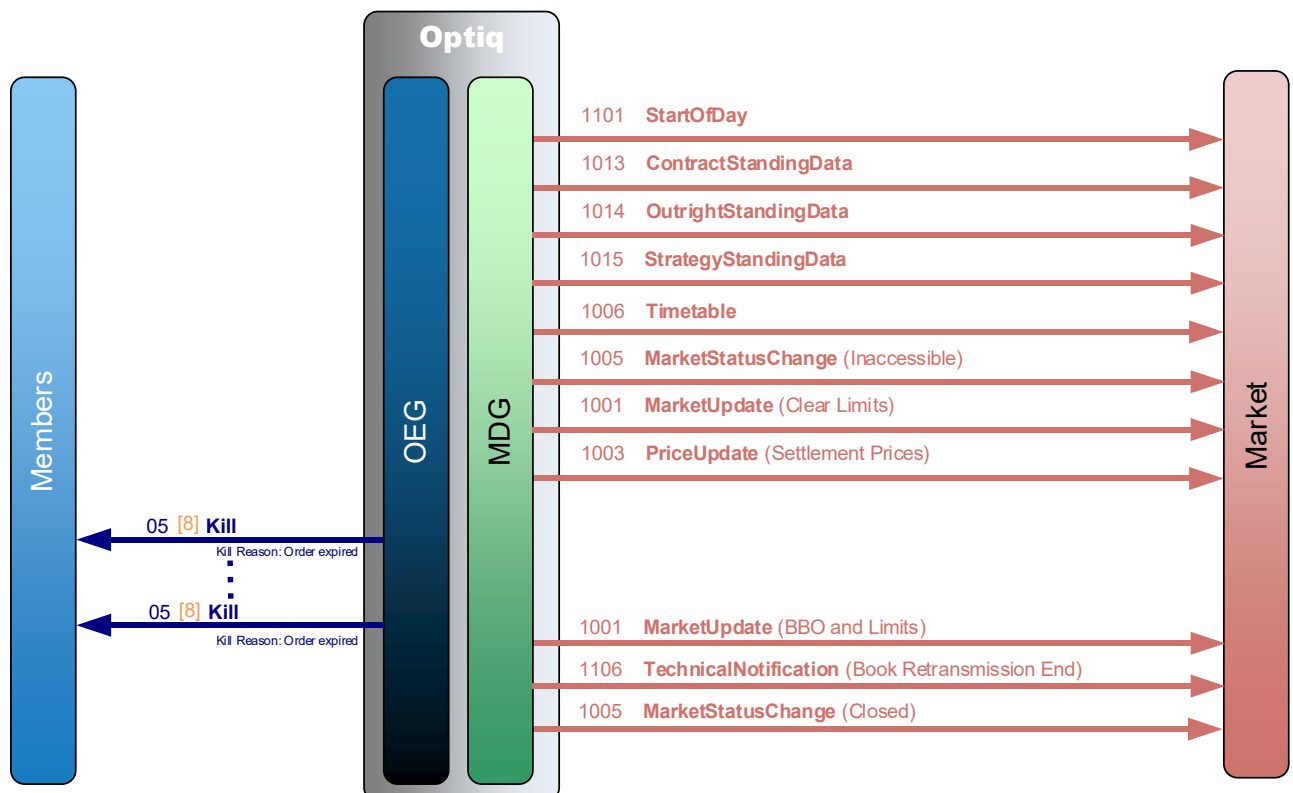 Optiq
Members
OEG
MDG
Market
1101 StartOfDay
1013 ContractStandingData
1014 OutrightStandingData
1015 StrategyStandingData
1006 Timetable
1005 MarketStatusChange (Inaccessible)
1001 MarketUpdate (Clear Limits)
1003 PriceUpdate (Settlement Prices)
05 [8] Kill
Kill Reason: Order expired
05 [8] Kill
Kill Reason: Order expired
1001 MarketUpdate (BBO and Limits)
1106 TechnicalNotification (Book Retransmission End)
1005 MarketStatusChange (Closed)